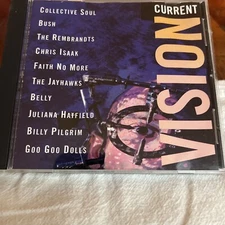 COLLECTIVE SOUL
BUSH
THE REMBRANDTS
CHRIS ISAAK
FAITH NO MORE
THE JAYHAWKS
BELLY
JULIANA HATFIELD
BILLY PILGRIM
GOO GOO DOLLS
CURRENT
VISION